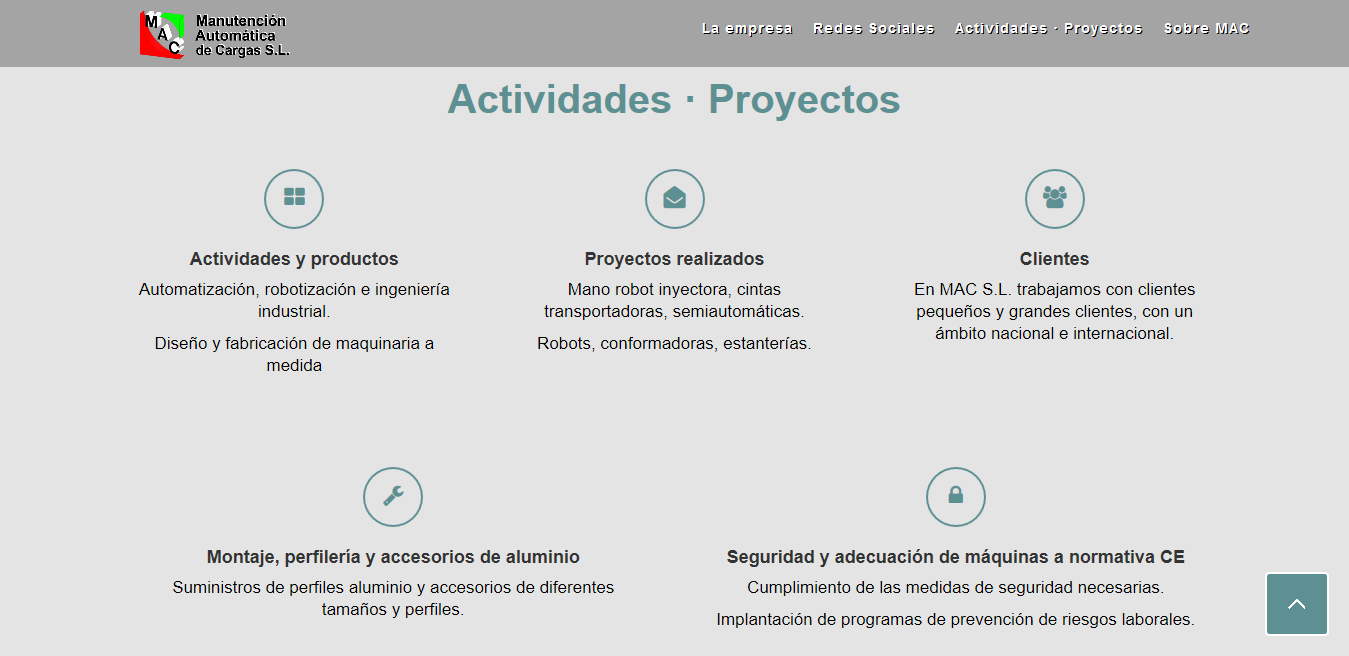 MAC
Manutención
Automática
de Cargas S.L.
La empresa Redes Sociales Actividades · Proyectos Sobre MAC
Actividades · Proyectos
Actividades y productos
Automatización, robotización e ingeniería
industrial.
Diseño y fabricación de maquinaria a
medida
Proyectos realizados
Mano robot inyectora, cintas
transportadoras, semiautomáticas.
Robots, conformadoras, estanterías.
Clientes
En MAC S.L. trabajamos con clientes
pequeños y grandes clientes, con un
ámbito nacional e internacional.
Montaje, perfilería y accesorios de aluminio
Suministros de perfiles aluminio y accesorios de diferentes
tamaños y perfiles.
Seguridad y adecuación de máquinas a normativa CE
Cumplimiento de las medidas de seguridad necesarias.
Implantación de programas de prevención de riesgos laborales.